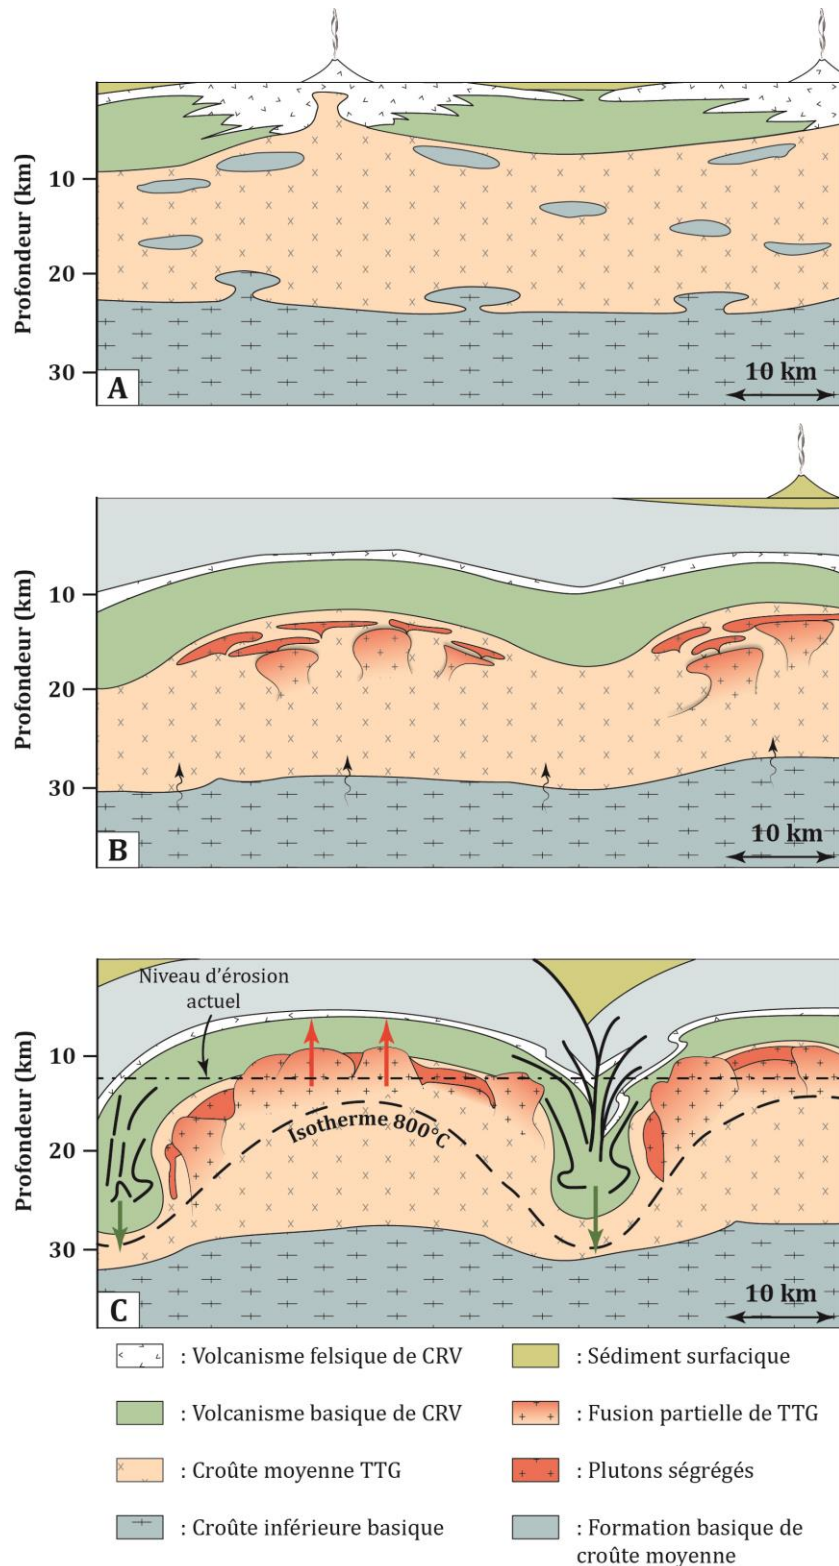 Profondeur (km)
10
20
30
A
10 km
Profondeur (km)
10
20
30
B
10 km
Niveau d'érosion
actuel
Profondeur (km)
10
20
30
Isotherme 800°C
C
10 km
: Volcanisme felsique de CRV
: Sédiment surfacique
: Volcanisme basique de CRV
: Fusion partielle de TTG
: Croûte moyenne TTG
: Plutons ségrégés
: Croûte inférieure basique
: Formation basique de
croûte moyenne